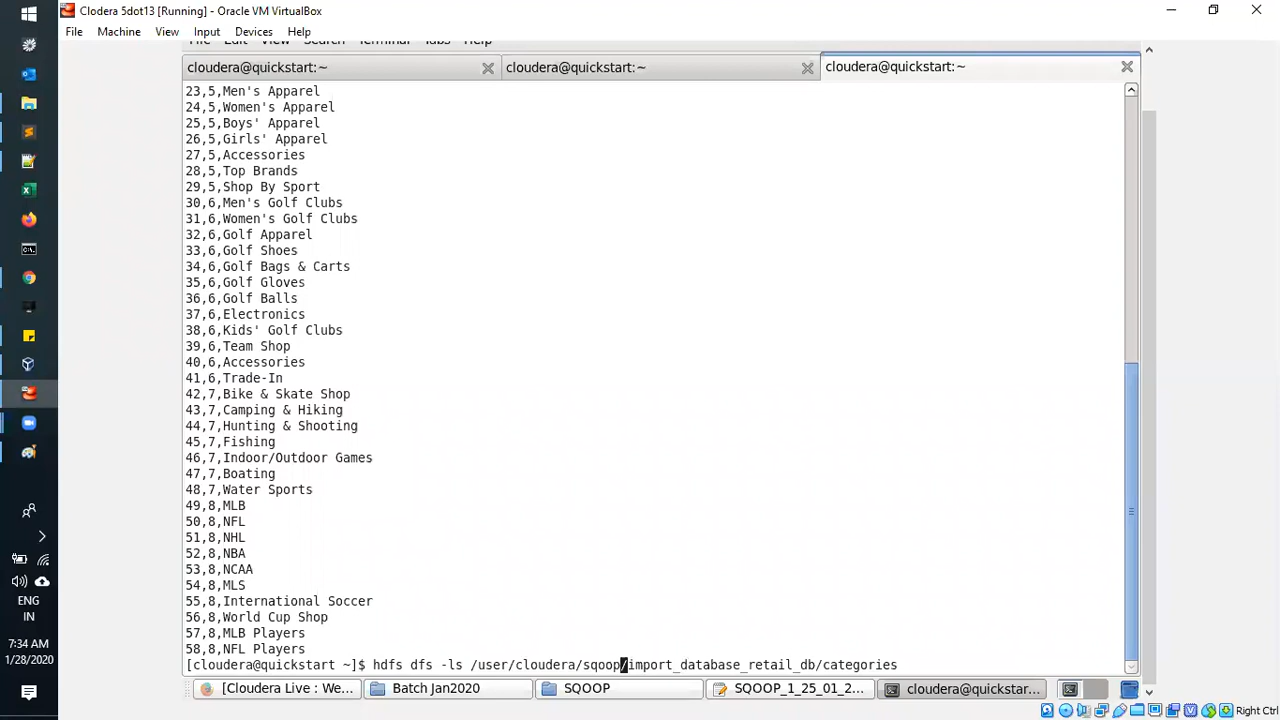 Clodera 5dot13 [Running] - Oracle VM VirtualBox
File Machine View Input Devices Help
File Edit View Search Terminal Tabs Help
cloudera@quickstart:~ cloudera@quickstart:~ cloudera@quickstart:~
23,5,Men's Apparel
24,5,Women's Apparel
25,5,Boys' Apparel
26,5,Girls' Apparel
27,5,Accessories
28,5,Top Brands
29,5,Shop By Sport
30,6,Men's Golf Clubs
31,6,Women's Golf Clubs
32,6,Golf Apparel
33,6,Golf Shoes
34,6,Golf Bags & Carts
35,6,Golf Gloves
36,6,Golf Balls
37,6,Electronics
38,6,Kids' Golf Clubs
39,6,Team Shop
40,6,Accessories
41,6,Trade-In
42,7,Bike & Skate Shop
43,7,Camping & Hiking
44,7,Hunting & Shooting
45,7,Fishing
46,7,Indoor/Outdoor Games
47,7,Boating
48,7,Water Sports
49,8,MLB
50,8,NFL
51,8,NHL
52,8,NBA
53,8,NCAA
54,8,MLS
55,8,International Soccer
56,8,World Cup Shop
57,8,MLB Players
58,8,NFL Players
[cloudera@quickstart ~]$ hdfs dfs -ls /user/cloudera/sqoop/import_database_retail_db/categories
[Cloudera Live : We... Batch_Jan2020 SQOOP SQOOP_1_25_01_2... cloudera@quickstar...
Right Ctrl
ENG
IN
7:34 AM
1/28/2020